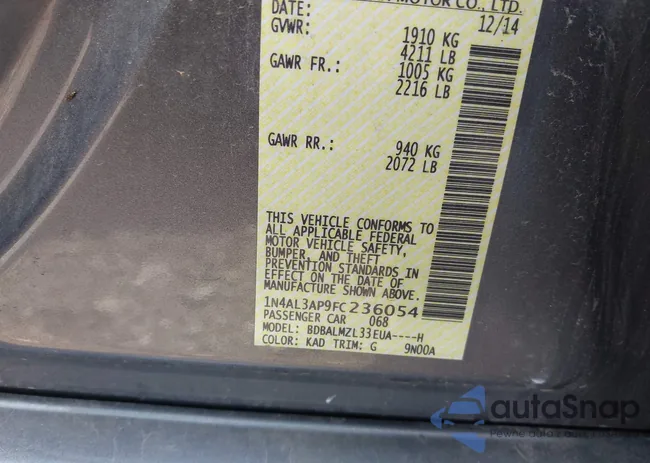 MOTOR CO., LTD.
DATE: 12/14
GVWR: 1910 KG
4211 LB
GAWR FR.: 1005 KG
2216 LB
GAWR RR.: 940 KG
2072 LB
THIS VEHICLE CONFORMS TO
ALL APPLICABLE FEDERAL
MOTOR VEHICLE SAFETY,
BUMPER, AND THEFT
PREVENTION STANDARDS IN
EFFECT ON THE DATE OF
MANUFACTURE SHOWN ABOVE.
1N4AL3AP9FC236054
PASSENGER CAR 068
MODEL: BDBALMZL33EUA----H
COLOR: KAD TRIM: G 9N00A
autaSnap
Pewne auta z